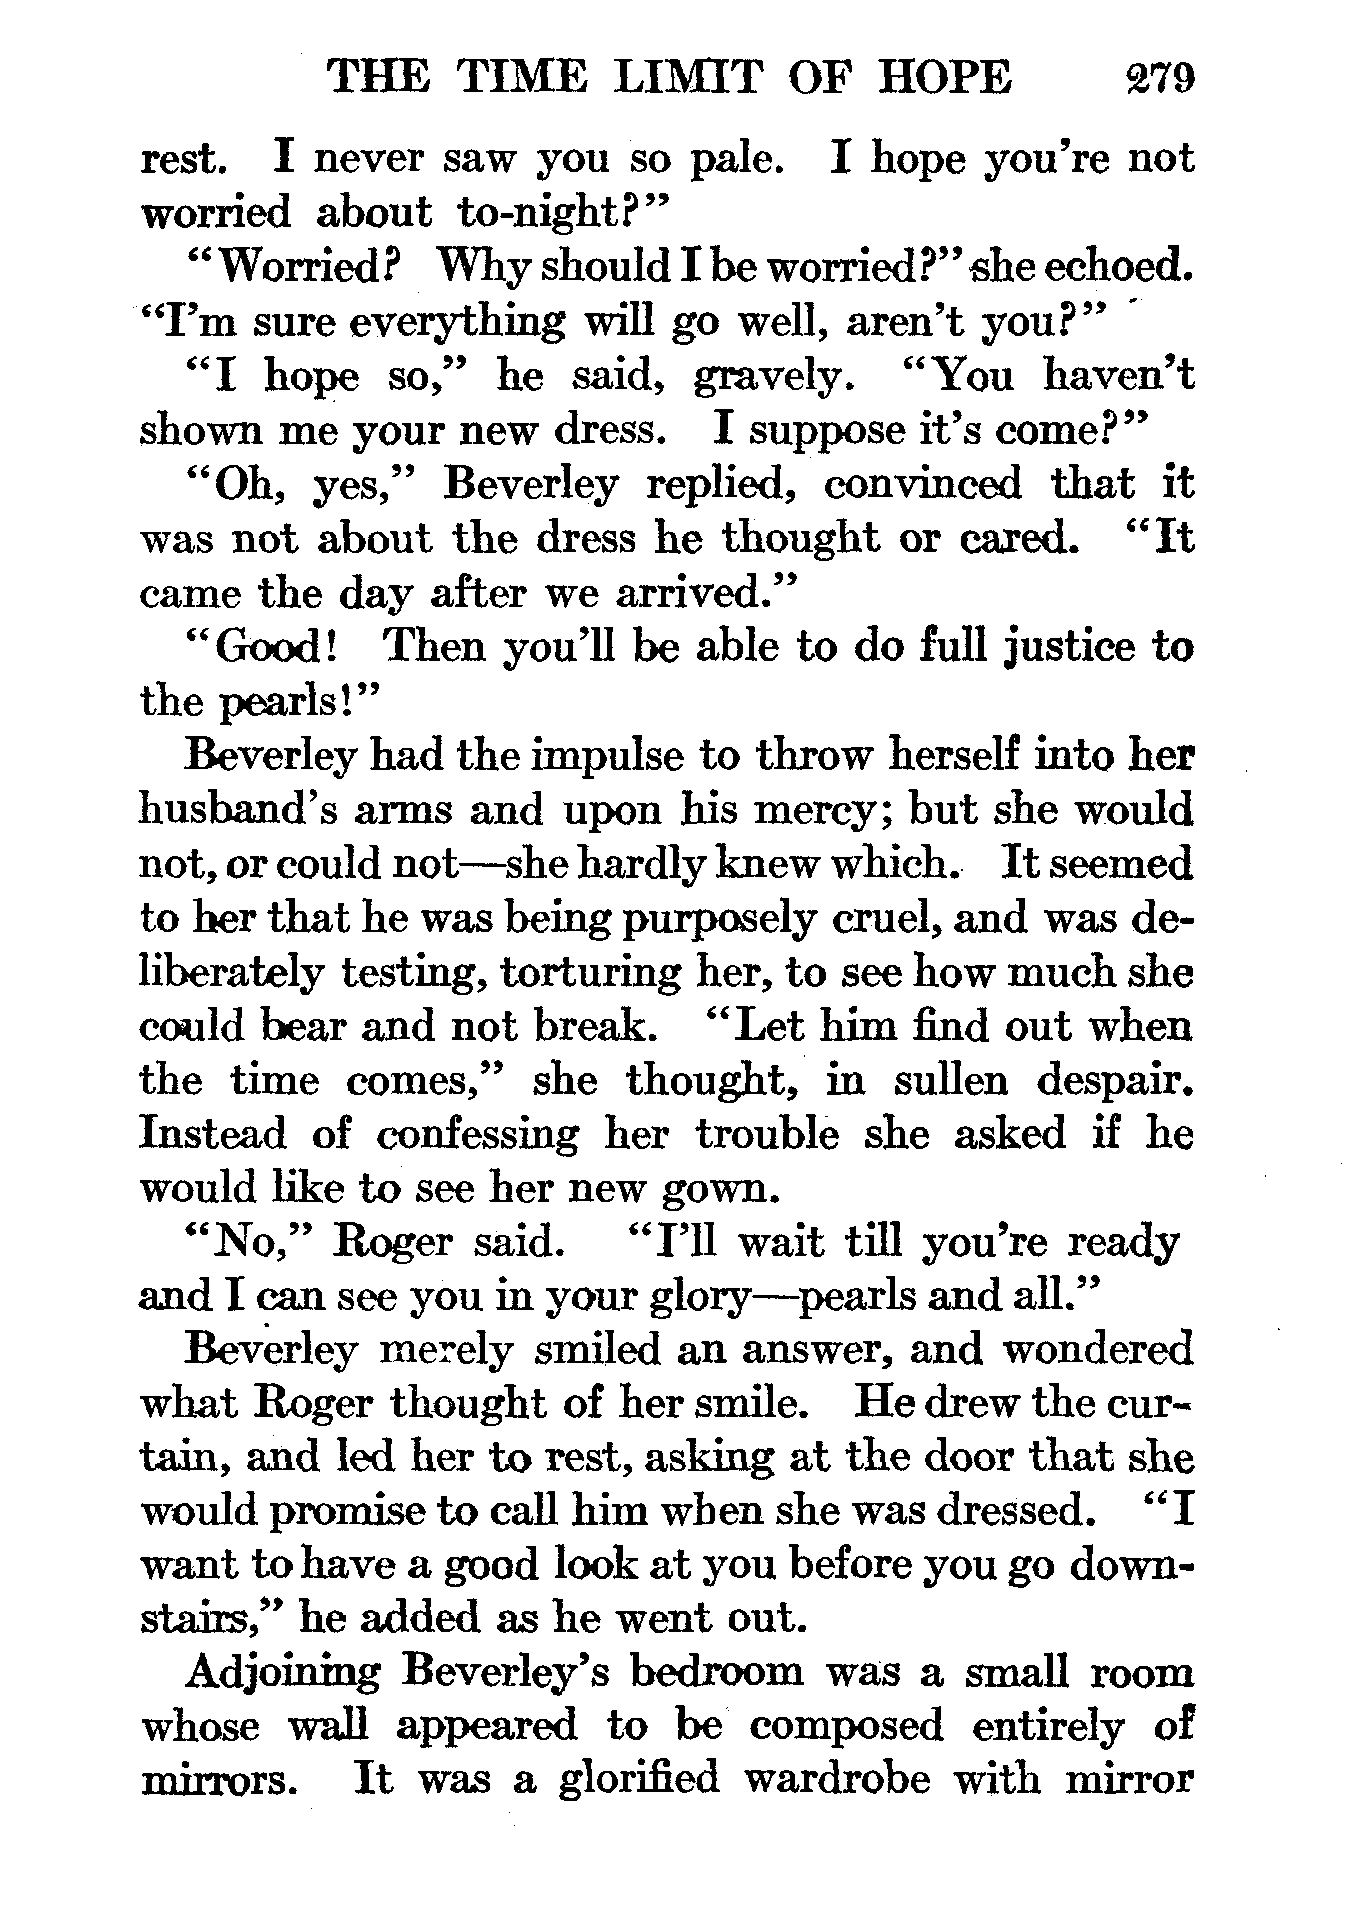 THE TIME LIMIT OF HOPE 279
rest. I never saw you so pale. I hope you're not
worried about to-night?"
"Worried? Why should I be worried?" she echoed.
"I'm sure everything will go well, aren't you?"
"I hope so," he said, gravely. "You haven't
shown me your new dress. I suppose it's come?"
"Oh, yes," Beverley replied, convinced that it
was not about the dress he thought or cared. "It
came the day after we arrived."
"Good! Then you'll be able to do full justice to
the pearls!"
Beverley had the impulse to throw herself into her
husband's arms and upon his mercy; but she would
not, or could not—she hardly knew which. It seemed
to her that he was being purposely cruel, and was de-
liberately testing, torturing her, to see how much she
could bear and not break. "Let him find out when
the time comes," she thought, in sullen despair.
Instead of confessing her trouble she asked if he
would like to see her new gown.
"No," Roger said. "I'll wait till you're ready
and I can see you in your glory—pearls and all."
Beverley merely smiled an answer, and wondered
what Roger thought of her smile. He drew the cur-
tain, and led her to rest, asking at the door that she
would promise to call him when she was dressed. "I
want to have a good look at you before you go down-
stairs," he added as he went out.
Adjoining Beverley's bedroom was a small room
whose wall appeared to be composed entirely of
mirrors. It was a glorified wardrobe with mirror